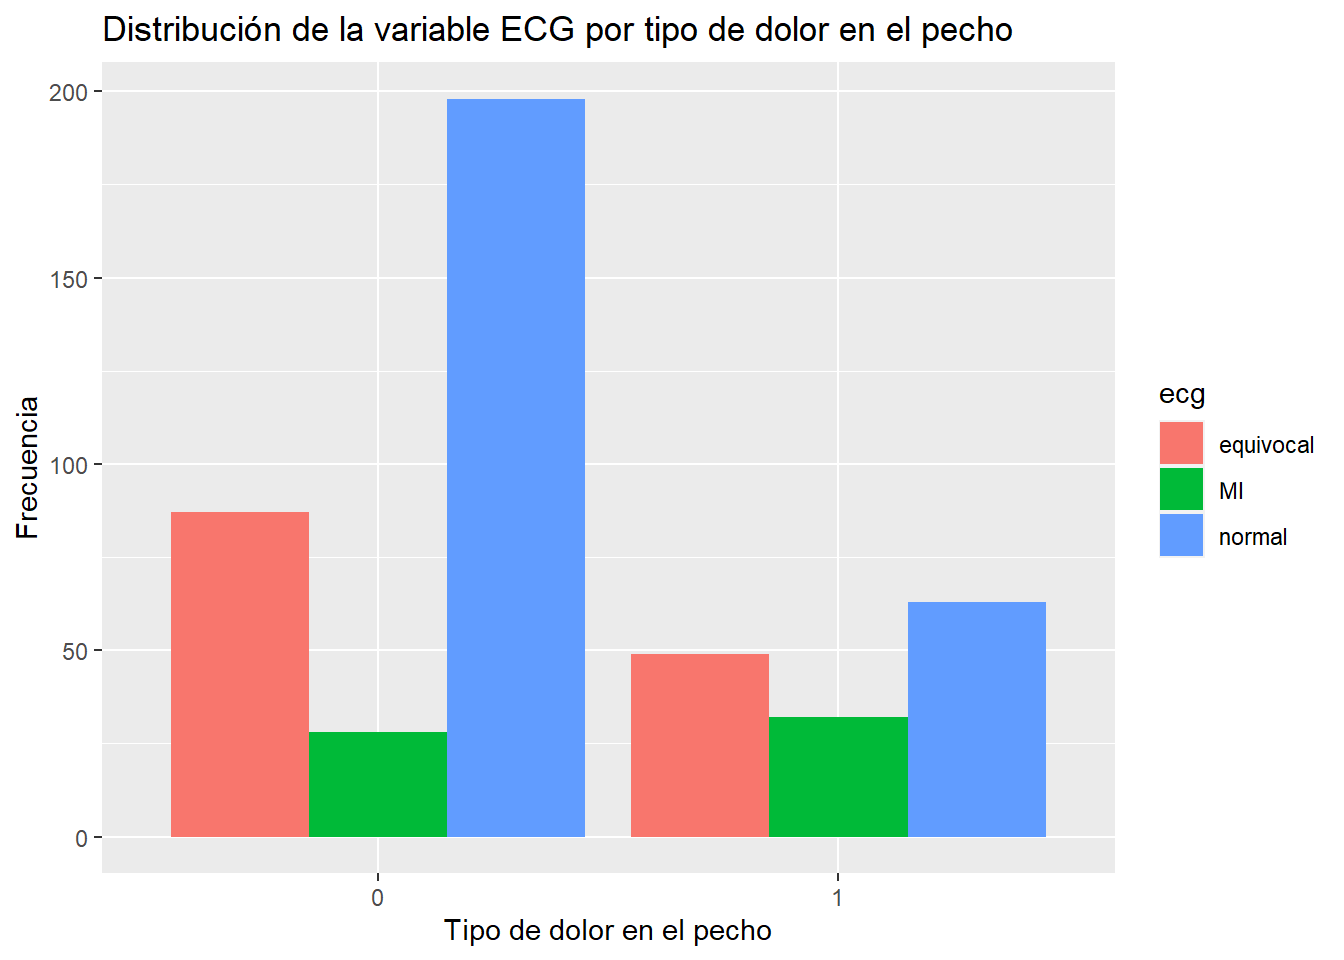 Distribución de la variable ECG por tipo de dolor en el pecho
200
150
100
50
0
Frecuencia
0
1
Tipo de dolor en el pecho
ecg
equivocal
MI
normal